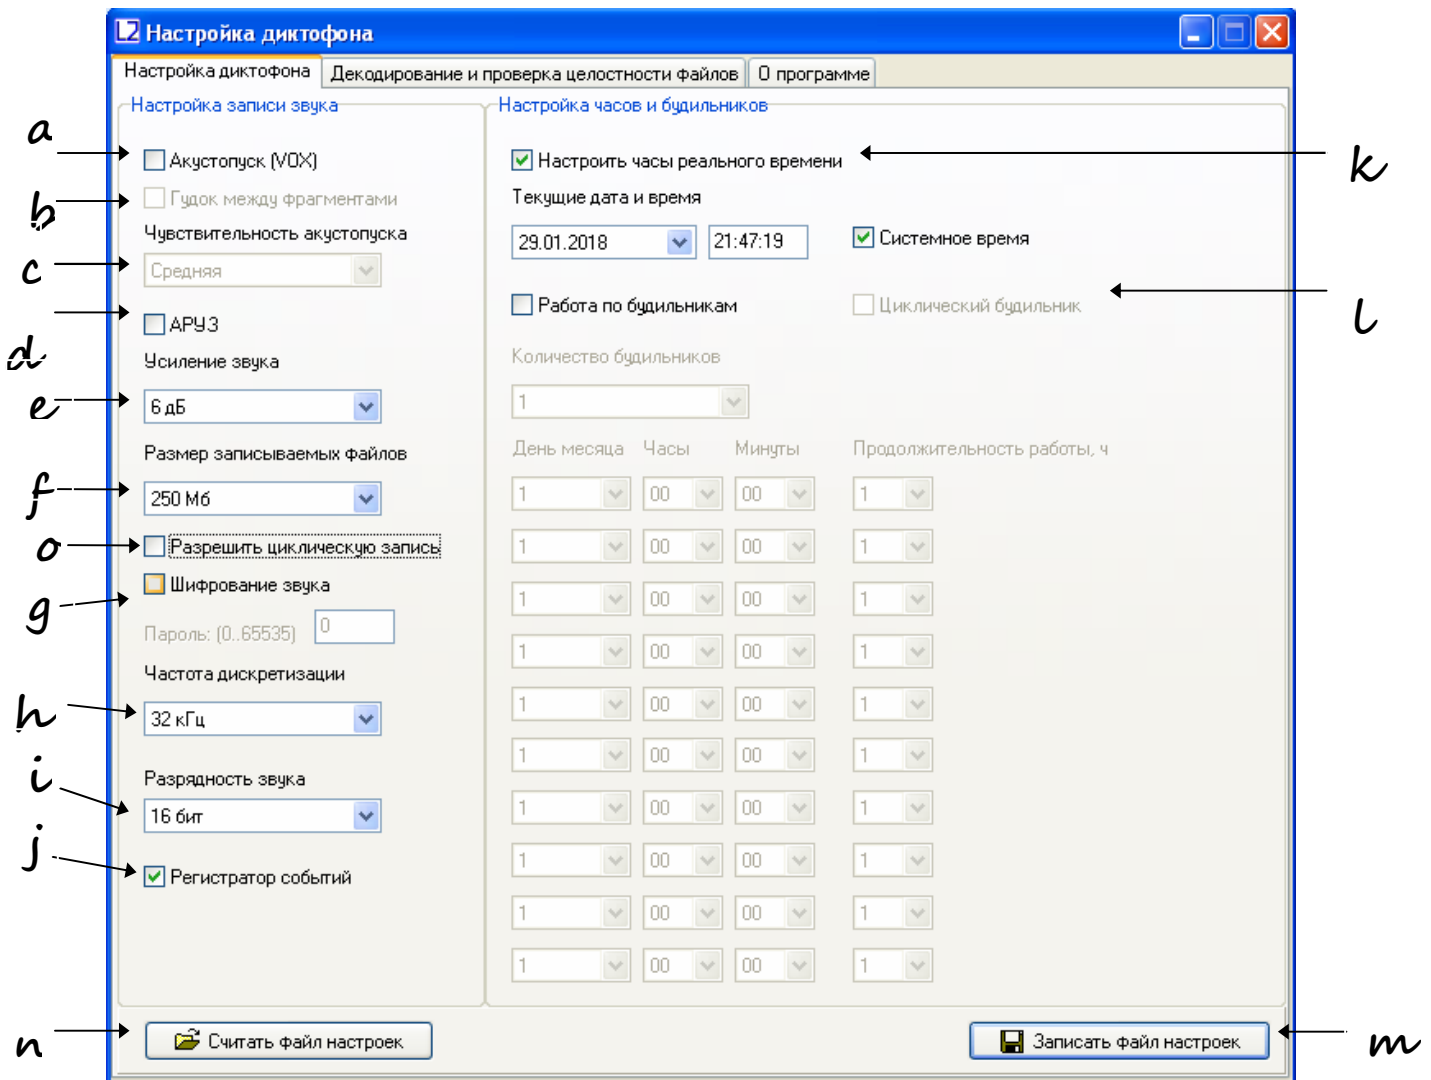 Настройка диктофона
Настройка диктофона Декодирование и проверка целостности файлов О программе
Настройка записи звука
a
Акустопуск (VOX)
b
Гудок между фрагментами
Чувствительность акустопуска
c
Средняя
d
АРУЗ
Усиление звука
e
6 дБ
Размер записываемых файлов
f
250 Мб
o
Разрешить циклическую запись
g
Шифрование звука
Пароль: (0..65535) 0
Частота дискретизации
h
32 кГц
Разрядность звука
i
16 бит
j
Регистратор событий
Настройка часов и будильников
Настроить часы реального времени
k
Текущие дата и время
29.01.2018 21:47:19 Системное время
Работа по будильникам Циклический будильник
l
Количество будильников
1
День месяца Часы Минуты Продолжительность работы, ч
1 00 00 1
1 00 00 1
1 00 00 1
1 00 00 1
1 00 00 1
1 00 00 1
1 00 00 1
1 00 00 1
1 00 00 1
1 00 00 1
n
Считать файл настроек
Записать файл настроек
m